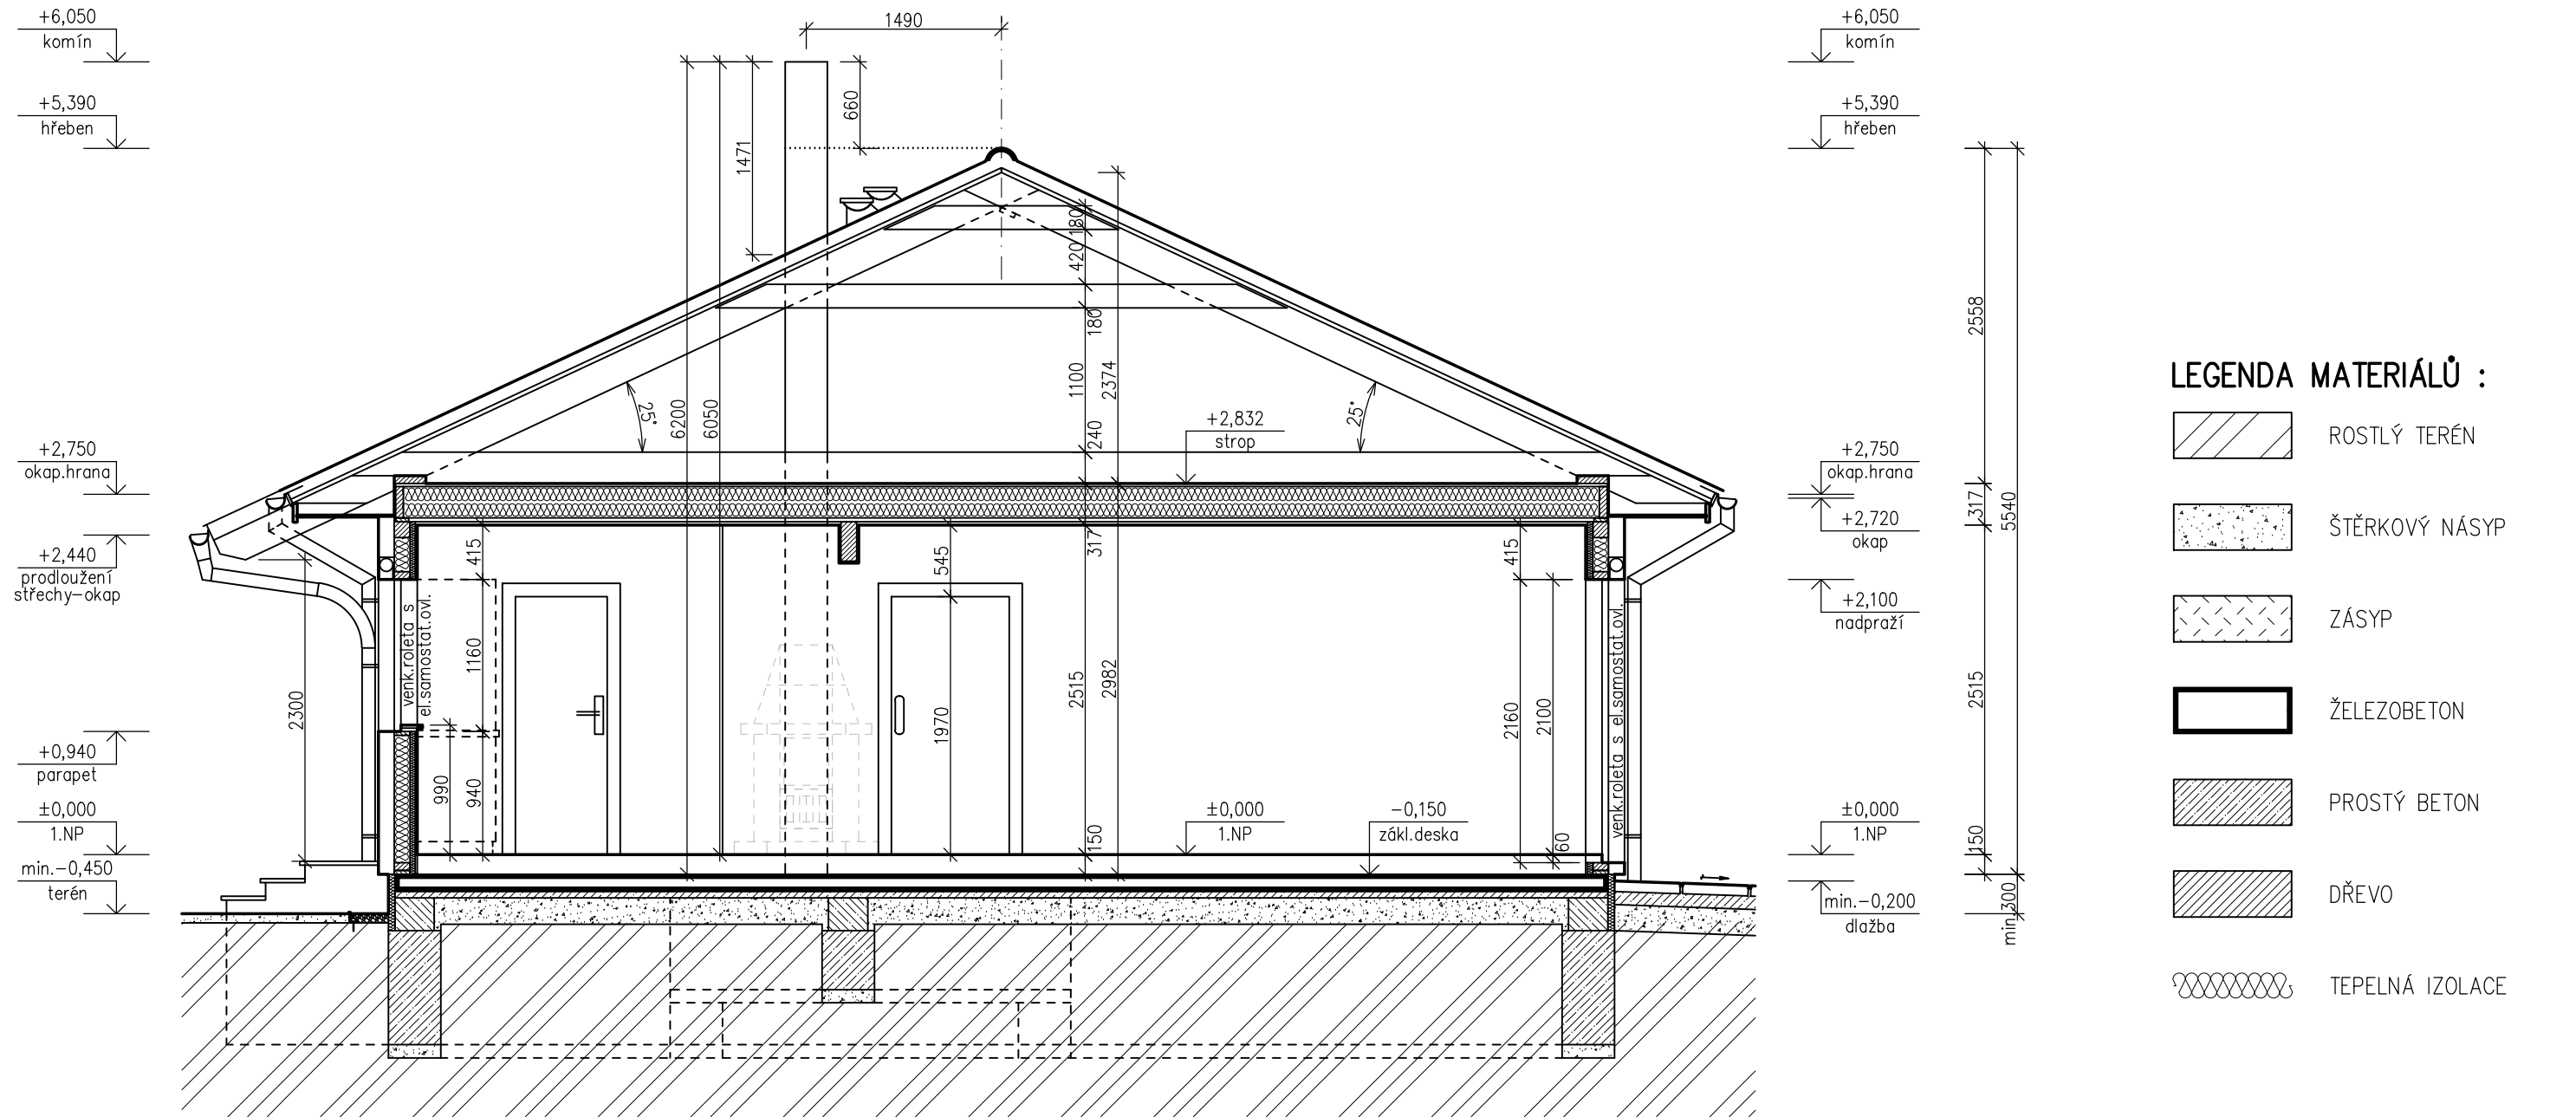 +6,050
komín
+5,390
hřeben
+2,750
okap.hrana
+2,440
prodloužení
střechy-okap
+0,940
parapet
±0,000
1.NP
min.-0,450
terén
1490
660
1471
6200
6050
180
420
180
1100
2374
240
25°
25°
+2,832
strop
415
545
317
415
venk.roleta s
el.samostat.ovl.
1160
2300
990
940
1970
2515
2982
150
2160
2100
60
venk.roleta s el.samostat.ovl.
±0,000
1.NP
-0,150
zákl.deska
+6,050
komín
+5,390
hřeben
+2,750
okap.hrana
+2,720
okap
+2,100
nadpraží
±0,000
1.NP
min.-0,200
dlažba
2558
317
5540
2515
150
min.300
LEGENDA MATERIÁLŮ :
ROSTLÝ TERÉN
ŠTĚRKOVÝ NÁSYP
ZÁSYP
ŽELEZOBETON
PROSTÝ BETON
DŘEVO
TEPELNÁ IZOLACE